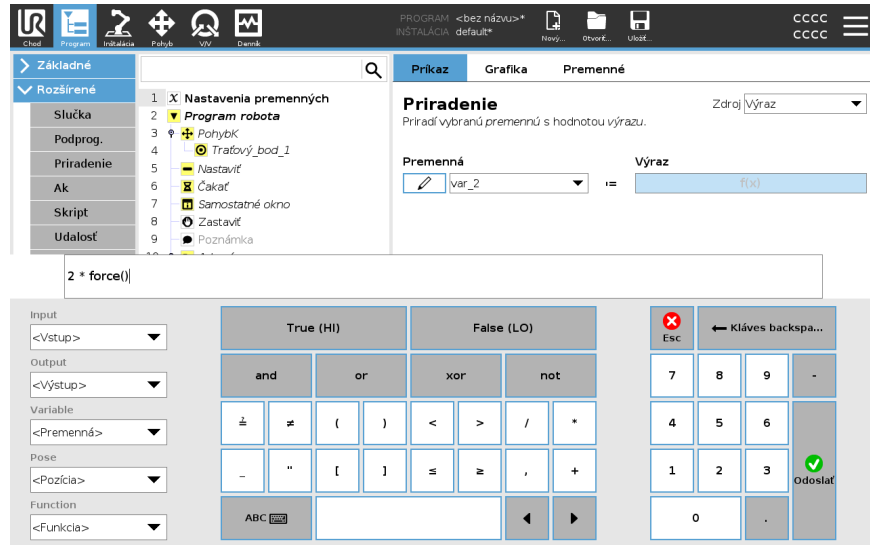 PROGRAM <bez názvu>*
INŠTALÁCIA default*
CCCC
CCCC
Chod Program Inštalácia Pohyb V/V Denník Nový... Otvoriť... Uložiť...
Základné
Rozšírené
Slučka
Podprog.
Priradenie
Ak
Skript
Udalosť
1 X Nastavenia premenných
2 Program robota
3 PohybK
4 Traťový_bod_1
5 Nastaviť
6 Čakať
7 Samostatné okno
8 Zastaviť
9 Poznámka
Príkaz Grafika Premenné
Priradenie
Zdroj Výraz
Priradí vybranú premennú s hodnotou výrazu.
Premenná Výraz
var_2 := f(x)
2 * force()
Input
<Vstup>
Output
<Výstup>
Variable
<Premenná>
Pose
<Pozícia>
Function
<Funkcia>
True (HI) False (LO) Esc Kláves backspa...
and or xor not 7 8 9 -
≟ ≠ ( ) < > / * 4 5 6
_ " [ ] ≤ ≥ , + 1 2 3 Odoslať
ABC 0 .